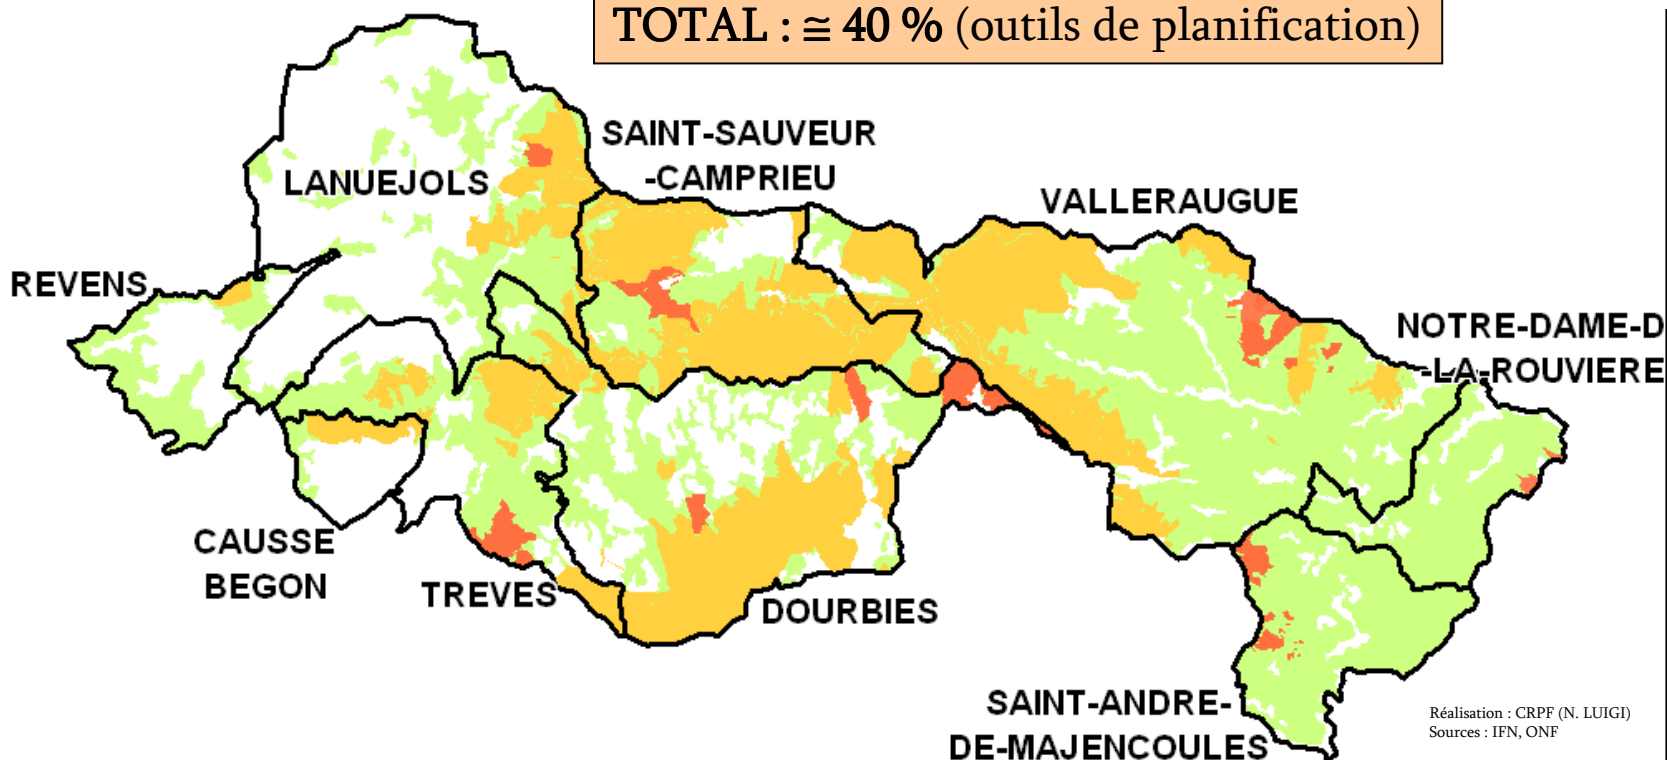 TOTAL : ≅ 40 % (outils de planification)
SAINT-SAUVEUR
-CAMPRIEU
LANUEJOLS
VALLERAUGUE
REVENS
NOTRE-DAME-D
-LA-ROUVIERE
CAUSSE
BEGON
TREVES
DOURBIES
SAINT-ANDRE-
DE-MAJENCOULES
Réalisation : CRPF (N. LUIGI)
Sources : IFN, ONF